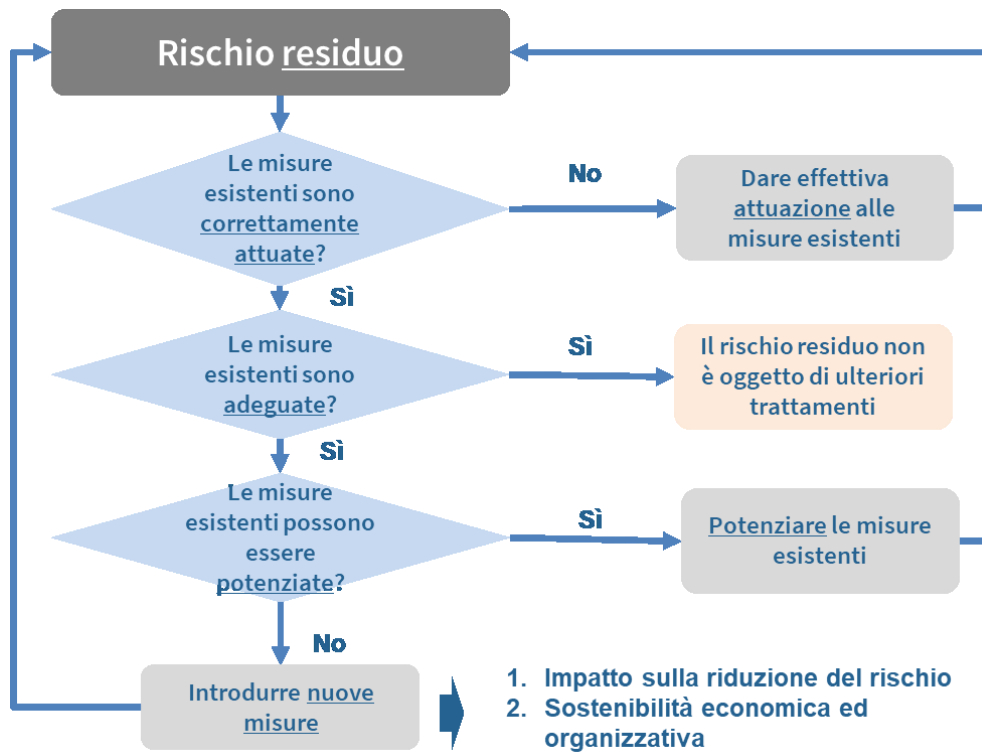 Rischio residuo
Le misure
esistenti sono
correttamente
attuate?
No
Dare effettiva
attuazione alle
misure esistenti
Sì
Le misure
esistenti sono
adeguate?
Sì
Il rischio residuo non
è oggetto di ulteriori
trattamenti
Sì
Le misure
esistenti possono
essere
potenziate?
Sì
Potenziare le misure
esistenti
No
Introdurre nuove
misure
1. Impatto sulla riduzione del rischio
2. Sostenibilità economica ed
organizzativa